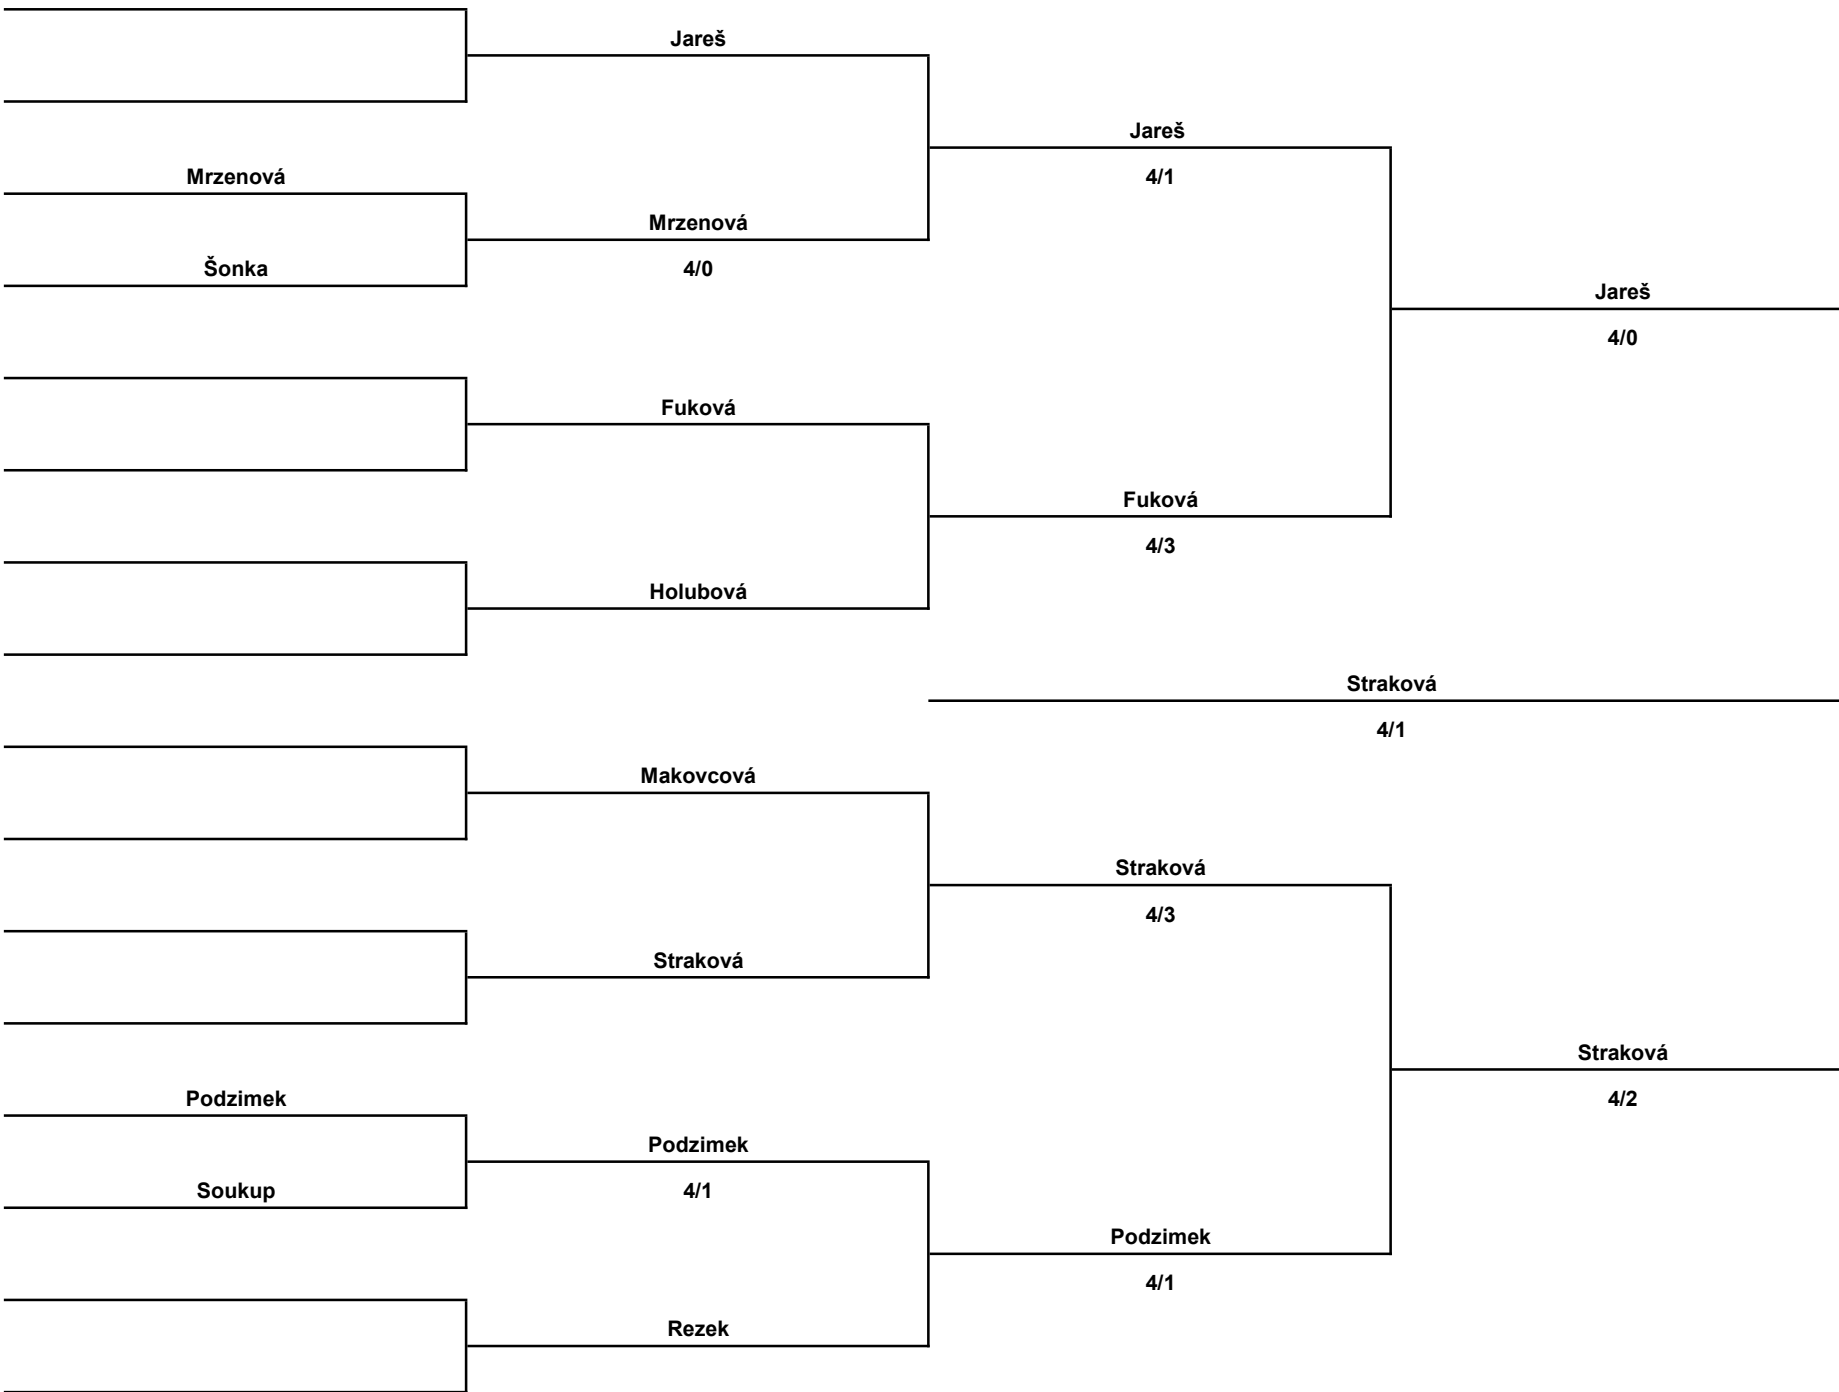 Jareš
Jareš
Mrzenová
4/1
Mrzenová
Šonka
4/0
Jareš
4/0
Fuková
Fuková
4/3
Holubová
Straková
4/1
Makovcová
Straková
4/3
Straková
Straková
Podzimek
4/2
Podzimek
Soukup
4/1
Podzimek
4/1
Rezek